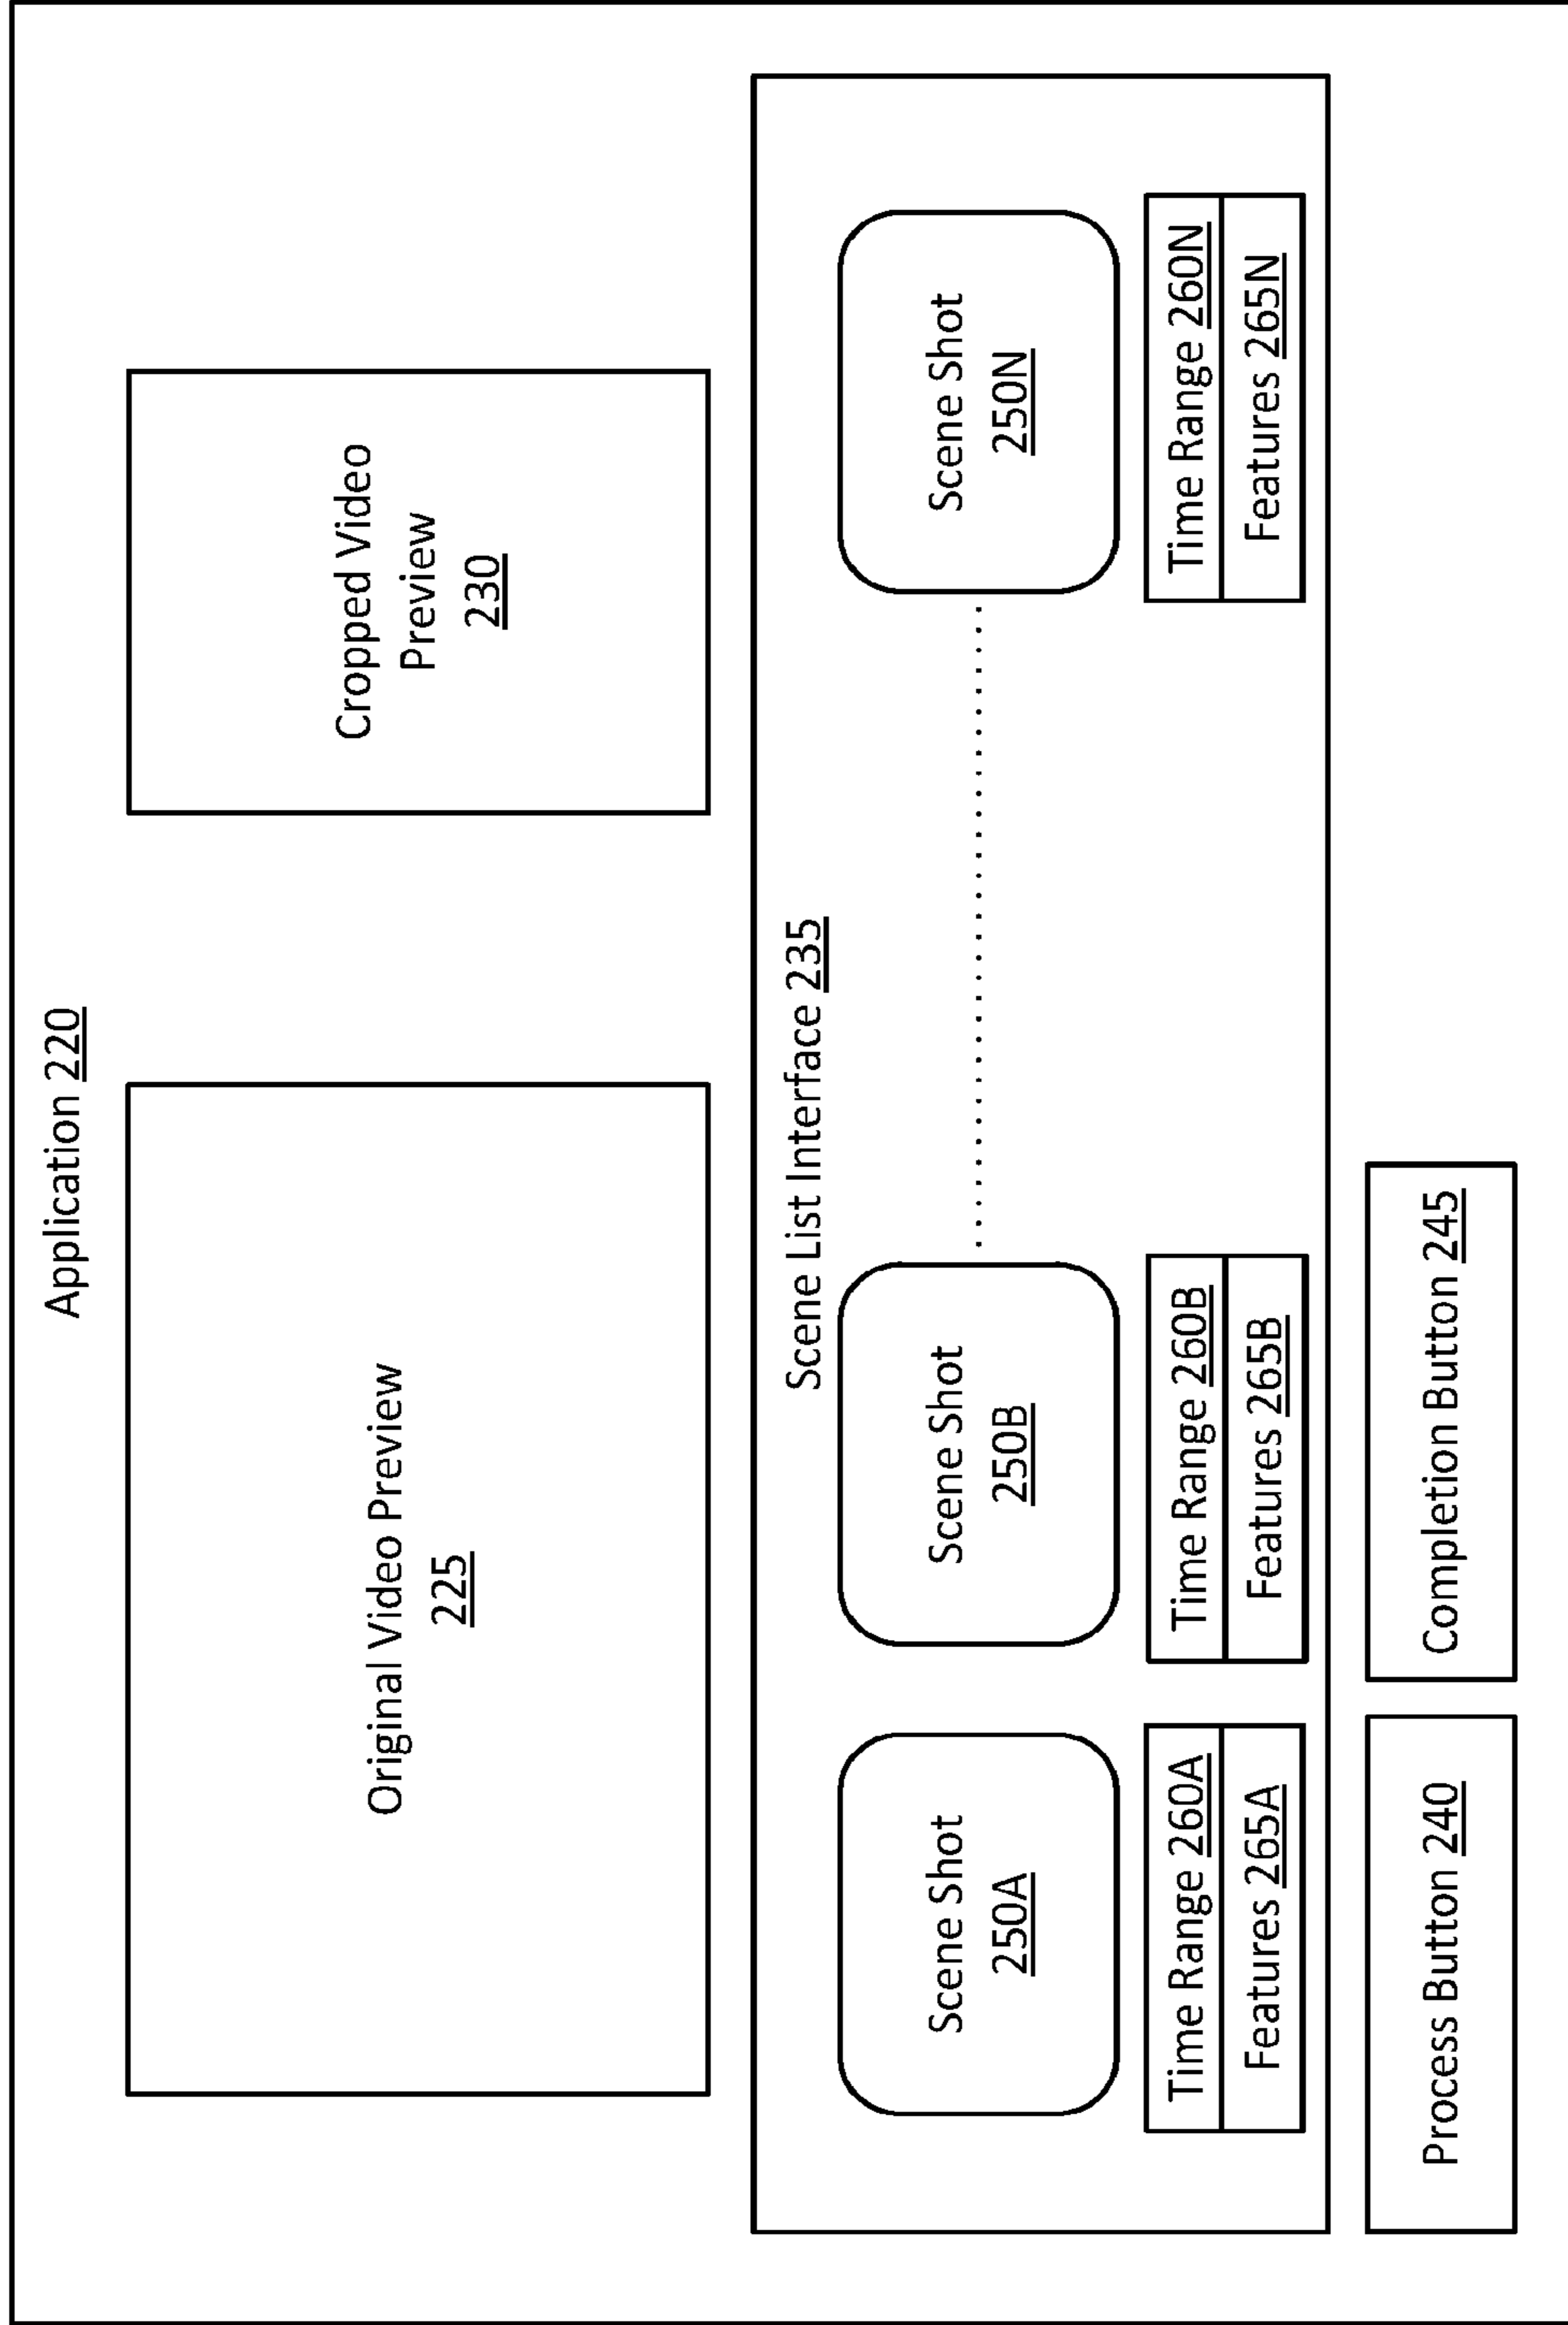 Application 220
Original Video Preview
225
Cropped Video
Preview
230
Scene List Interface 235
Scene Shot
250A
Scene Shot
250B
Scene Shot
250N
Time Range 260A
Features 265A
Time Range 260B
Features 265B
Time Range 260N
Features 265N
Process Button 240
Completion Button 245